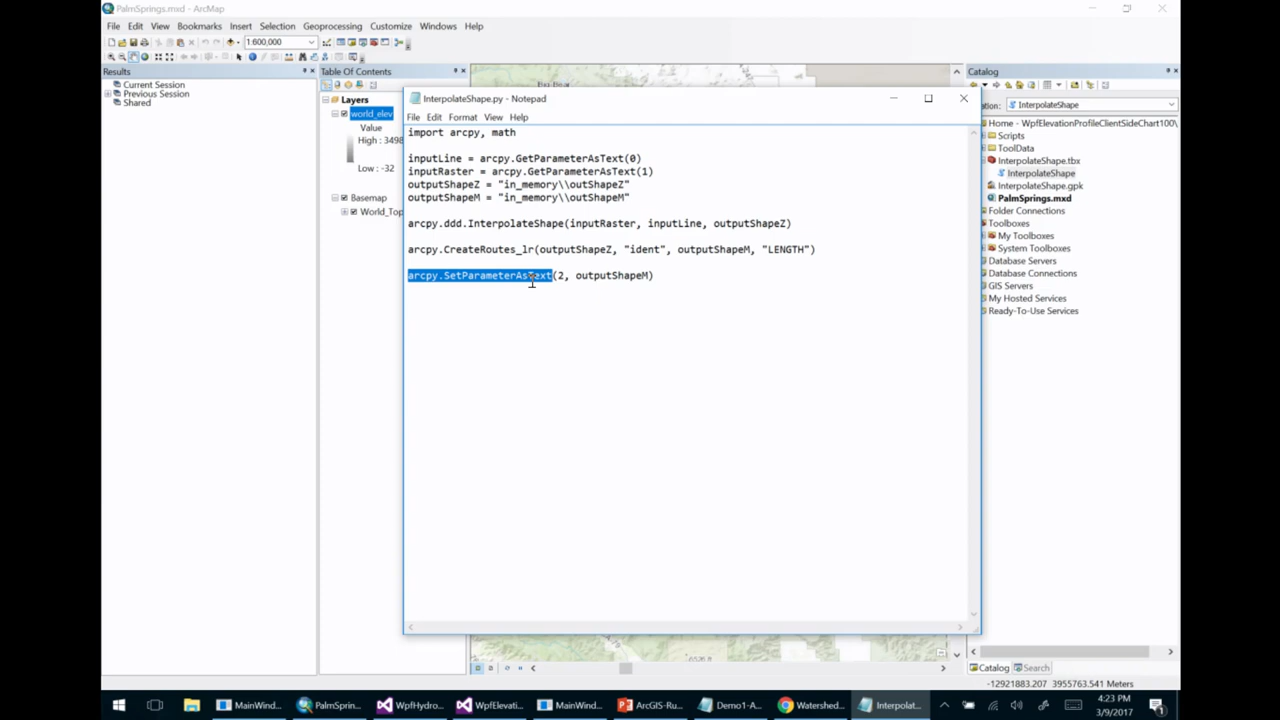 PalmSprings.mxd - ArcMap
File Edit View Bookmarks Insert Selection Geoprocessing Customize Windows Help
1:600,000
Results
Current Session
Previous Session
Shared
Table Of Contents
Layers
world_elev
Value
High : 3498
Low : -32
Basemap
World_Top
InterpolateShape.py - Notepad
File Edit Format View Help
import arcpy, math
inputLine = arcpy.GetParameterAsText(0)
inputRaster = arcpy.GetParameterAsText(1)
outputShapeZ = "in_memory\\outShapeZ"
outputShapeM = "in_memory\\outShapeM"
arcpy.ddd.InterpolateShape(inputRaster, inputLine, outputShapeZ)
arcpy.CreateRoutes_lr(outputShapeZ, "ident", outputShapeM, "LENGTH")
arcpy.SetParameterAsText(2, outputShapeM)
Catalog
ation: InterpolateShape
Home - WpfElevationProfileClientSideChart100\
Scripts
ToolData
InterpolateShape.tbx
InterpolateShape
InterpolateShape.gpk
PalmSprings.mxd
Folder Connections
Toolboxes
My Toolboxes
System Toolboxes
Database Servers
Database Connections
GIS Servers
My Hosted Services
Ready-To-Use Services
Catalog Search
-12921883.207 3955763.541 Meters
MainWind... PalmSprin... WpfHydro... WpfElevati... MainWind... ArcGIS-Ru... Demo1-A... Watershed... Interpolat...
4:23 PM
3/9/2017